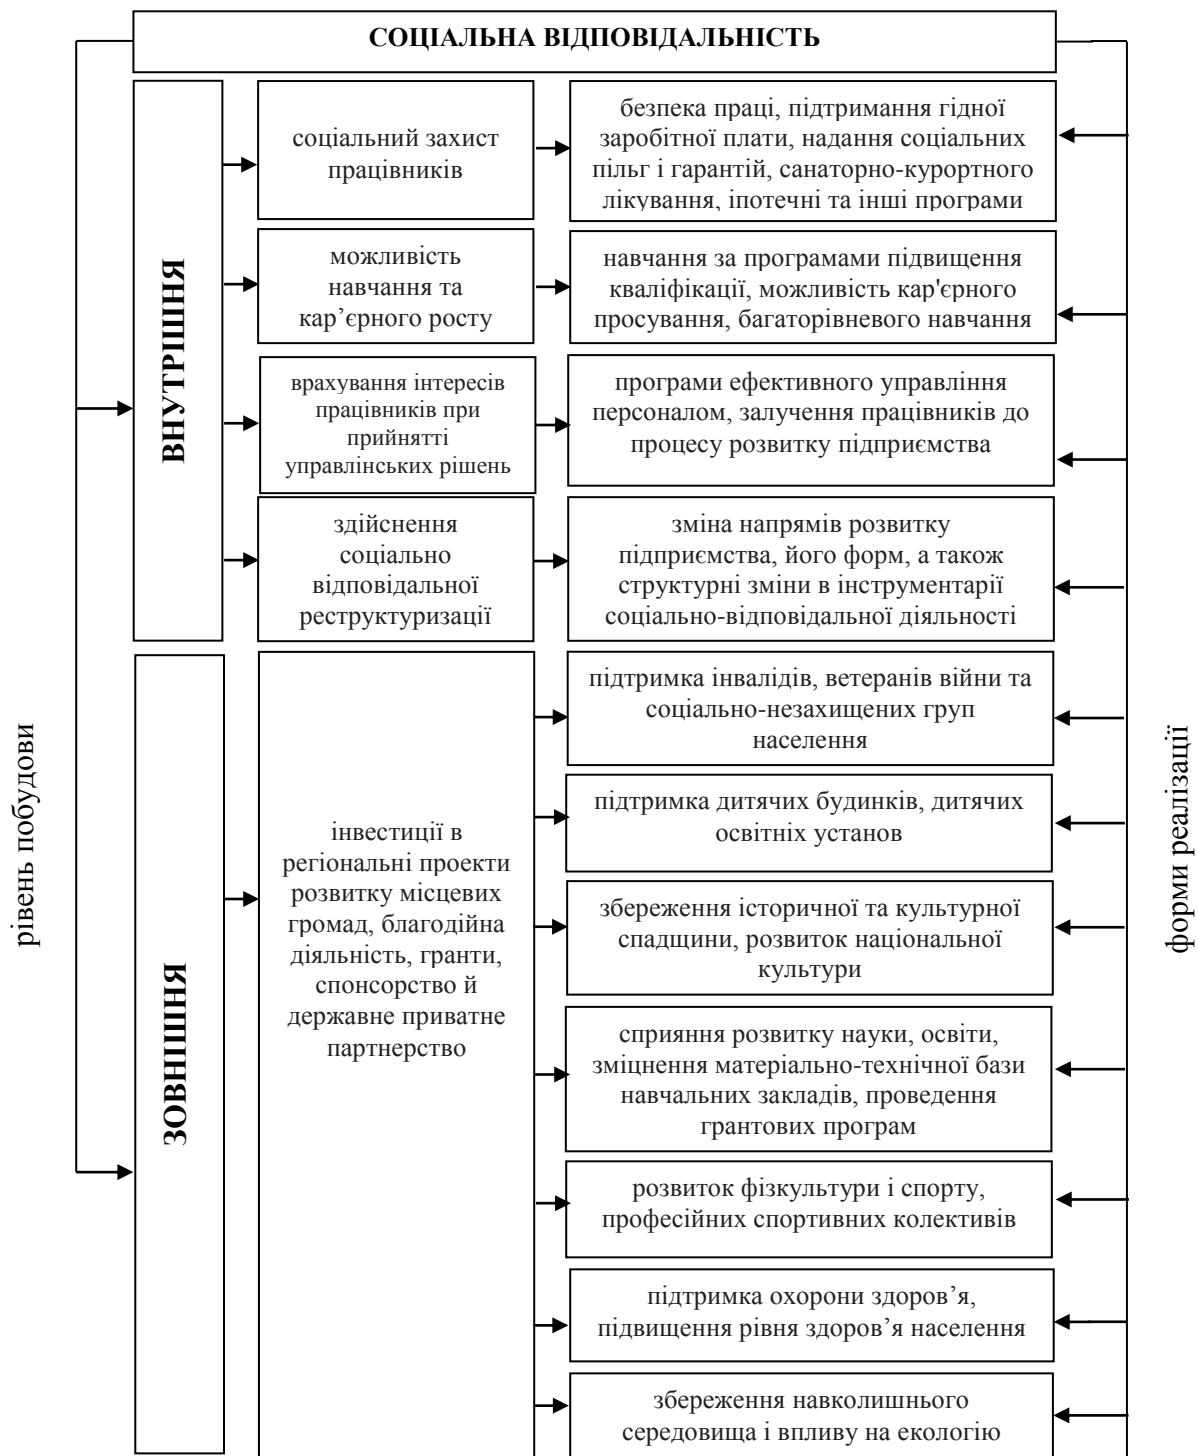 СОЦІАЛЬНА ВІДПОВІДАЛЬНІСТЬ
рівень побудови
форми реалізації
ВНУТРІШНЯ
соціальний захист
працівників
безпека праці, підтримання гідної
заробітної плати, надання соціальних
пільг і гарантій, санаторно-курортного
лікування, іпотечні та інші програми
можливість
навчання та
кар’єрного росту
навчання за програмами підвищення
кваліфікації, можливість кар'єрного
просування, багаторівневого навчання
врахування інтересів
працівників при
прийнятті
управлінських рішень
програми ефективного управління
персоналом, залучення працівників до
процесу розвитку підприємства
здійснення
соціально
відповідальної
реструктуризації
зміна напрямів розвитку
підприємства, його форм, а також
структурні зміни в інструментарії
соціально-відповідальної діяльності
ЗОВНІШНЯ
інвестиції в
регіональні проекти
розвитку місцевих
громад, благодійна
діяльність, гранти,
спонсорство й
державне приватне
партнерство
підтримка інвалідів, ветеранів війни та
соціально-незахищених груп
населення
підтримка дитячих будинків, дитячих
освітніх установ
збереження історичної та культурної
спадщини, розвиток національної
культури
сприяння розвитку науки, освіти,
зміцнення матеріально-технічної бази
навчальних закладів, проведення
грантових програм
розвиток фізкультури і спорту,
професійних спортивних колективів
підтримка охорони здоров’я,
підвищення рівня здоров’я населення
збереження навколишнього
середовища і впливу на екологію